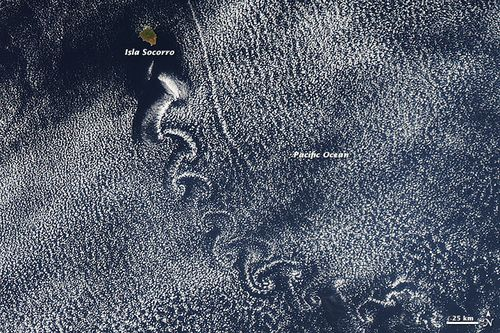 Isla Socorro
Pacific Ocean
25 km